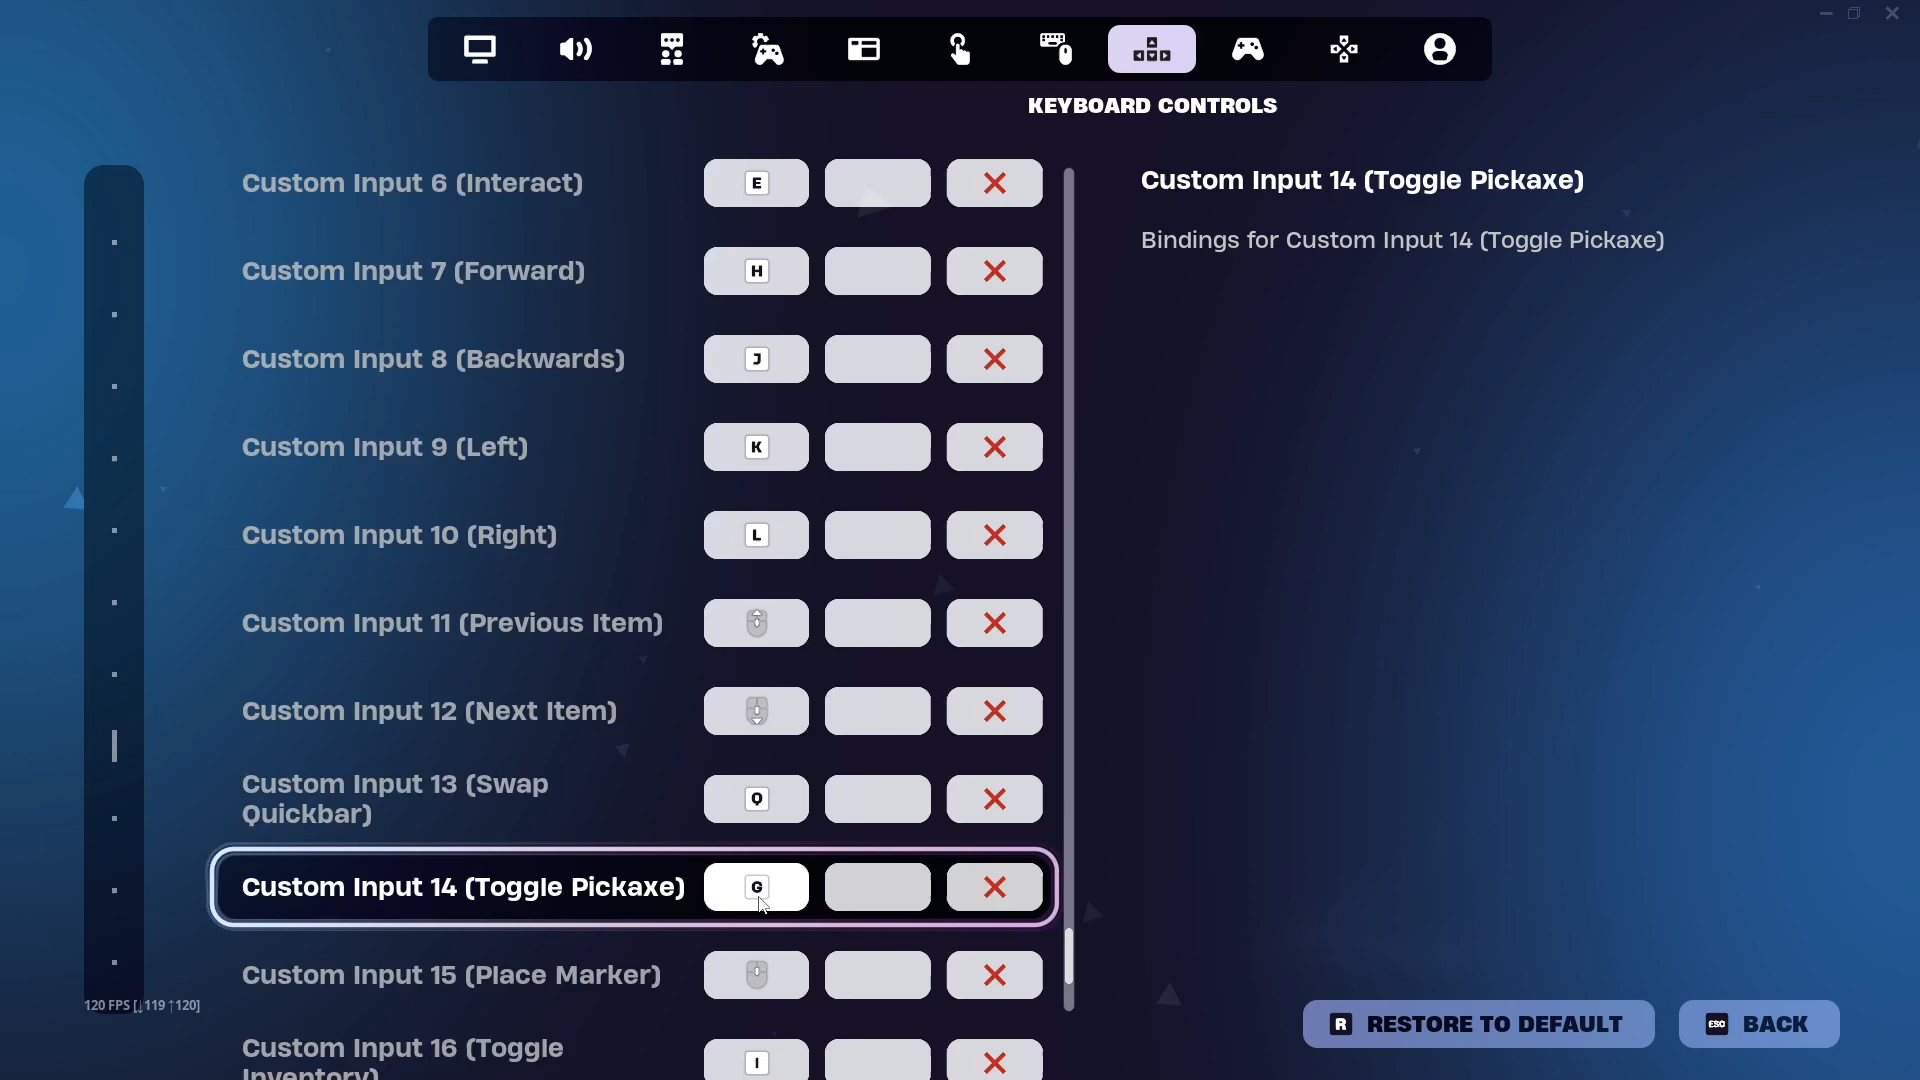 KEYBOARD CONTROLS
Custom Input 6 (Interact)
E
Custom Input 7 (Forward)
H
Custom Input 8 (Backwards)
J
Custom Input 9 (Left)
K
Custom Input 10 (Right)
L
Custom Input 11 (Previous Item)
Custom Input 12 (Next Item)
Custom Input 13 (Swap
Quickbar)
Q
Custom Input 14 (Toggle Pickaxe)
G
Custom Input 15 (Place Marker)
Custom Input 16 (Toggle
Inventory)
I
Custom Input 14 (Toggle Pickaxe)
Bindings for Custom Input 14 (Toggle Pickaxe)
120 FPS [↓119 ↑120]
R RESTORE TO DEFAULT
ESC BACK